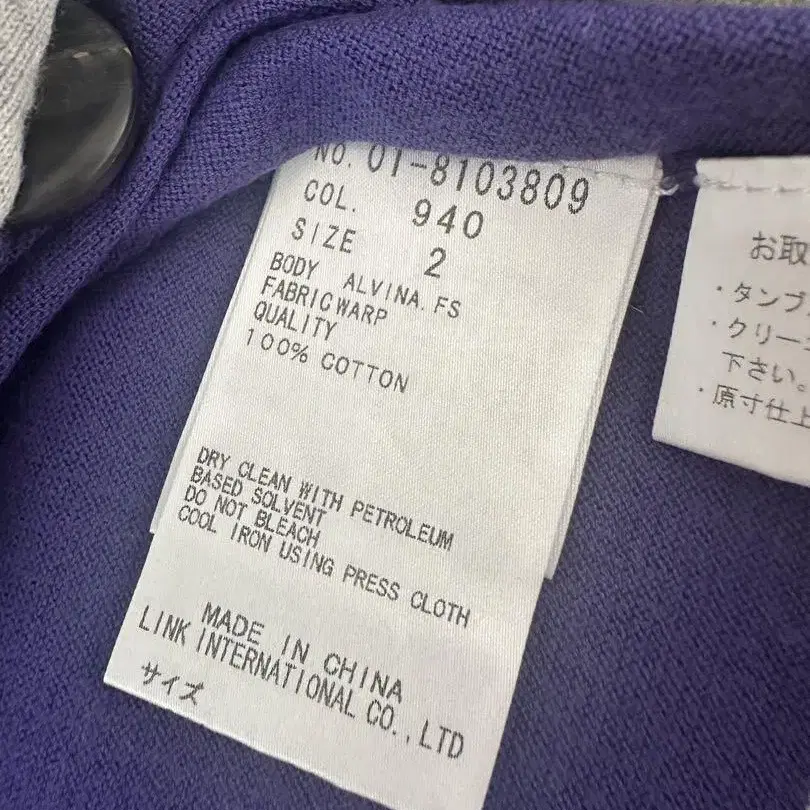 NO. 01-8103809
COL. 940
SIZE 2
BODY ALVINA.FS
FABRIC WARP
QUALITY
100% COTTON
DRY CLEAN WITH PETROLEUM
BASED SOLVENT
DO NOT BLEACH
COOL IRON USING PRESS CLOTH
MADE IN CHINA
LINK INTERNATIONAL CO.,LTD
サイズ
お取
・タンブ
・クリー
下さい。
・原寸仕上